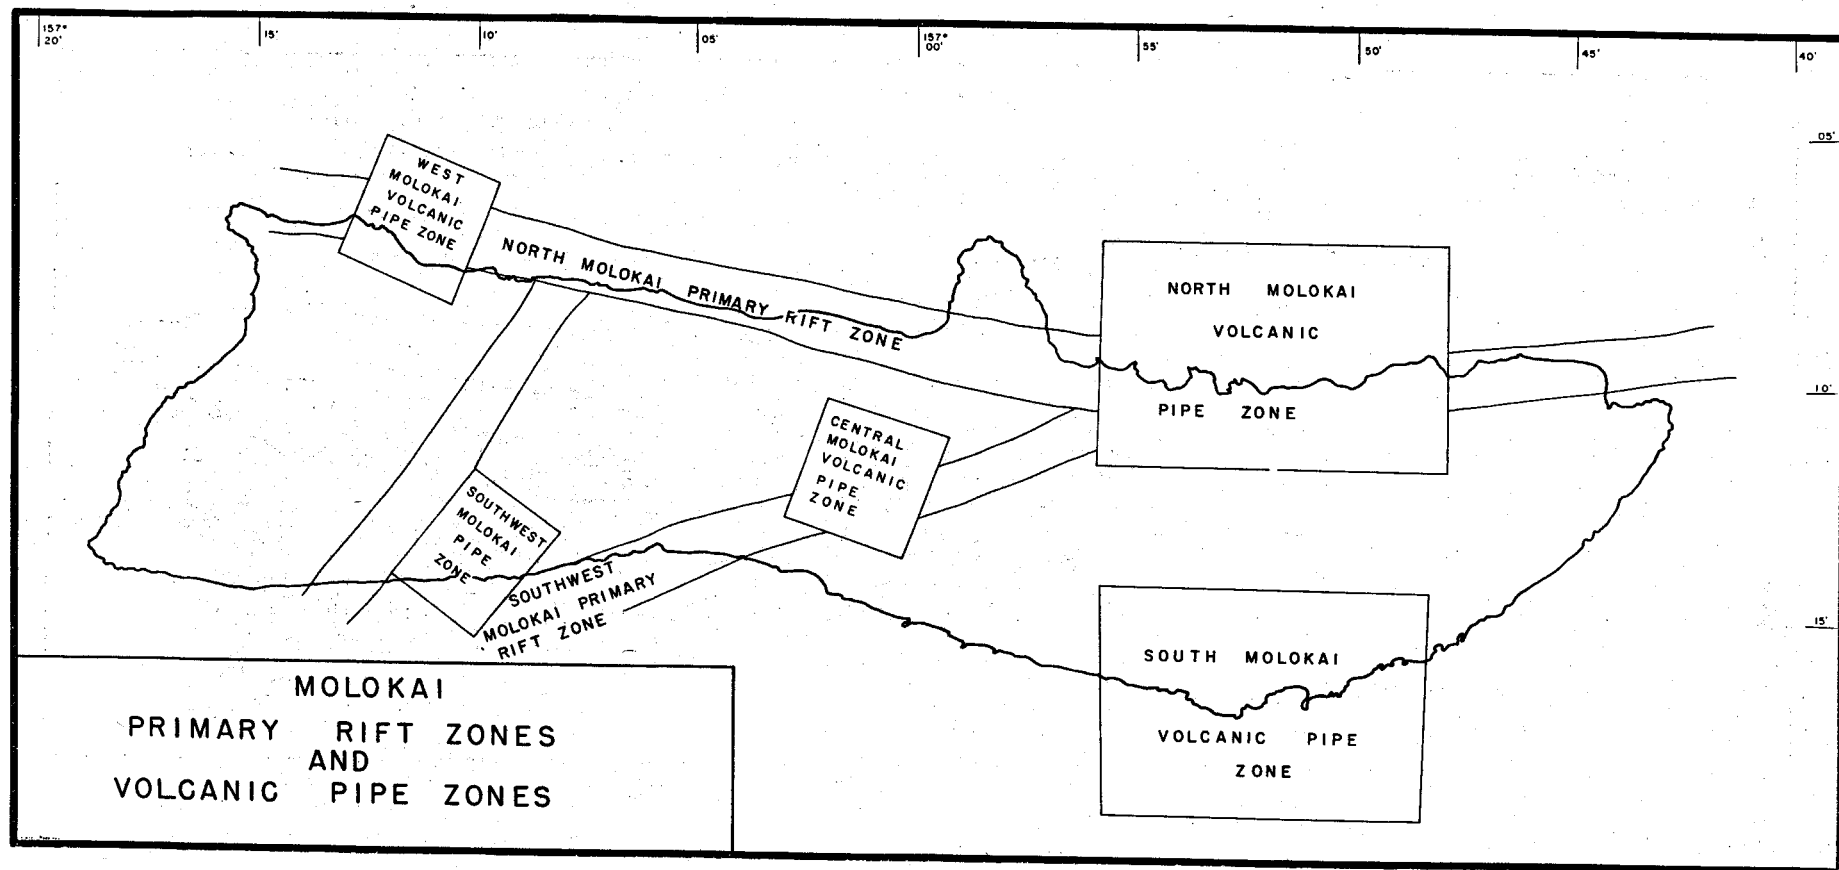 157° 20'
15'
10'
05'
157° 00'
55'
50'
45'
40'
05'
10'
15'
WEST
MOLOKAI
VOLCANIC
PIPE ZONE
NORTH MOLOKAI PRIMARY RIFT ZONE
NORTH MOLOKAI
VOLCANIC
PIPE ZONE
CENTRAL
MOLOKAI
VOLCANIC
PIPE
ZONE
SOUTHWEST
MOLOKAI
PIPE
ZONE
SOUTHWEST
MOLOKAI PRIMARY
RIFT ZONE
SOUTH MOLOKAI
VOLCANIC PIPE
ZONE
MOLOKAI
PRIMARY RIFT ZONES
AND
VOLCANIC PIPE ZONES